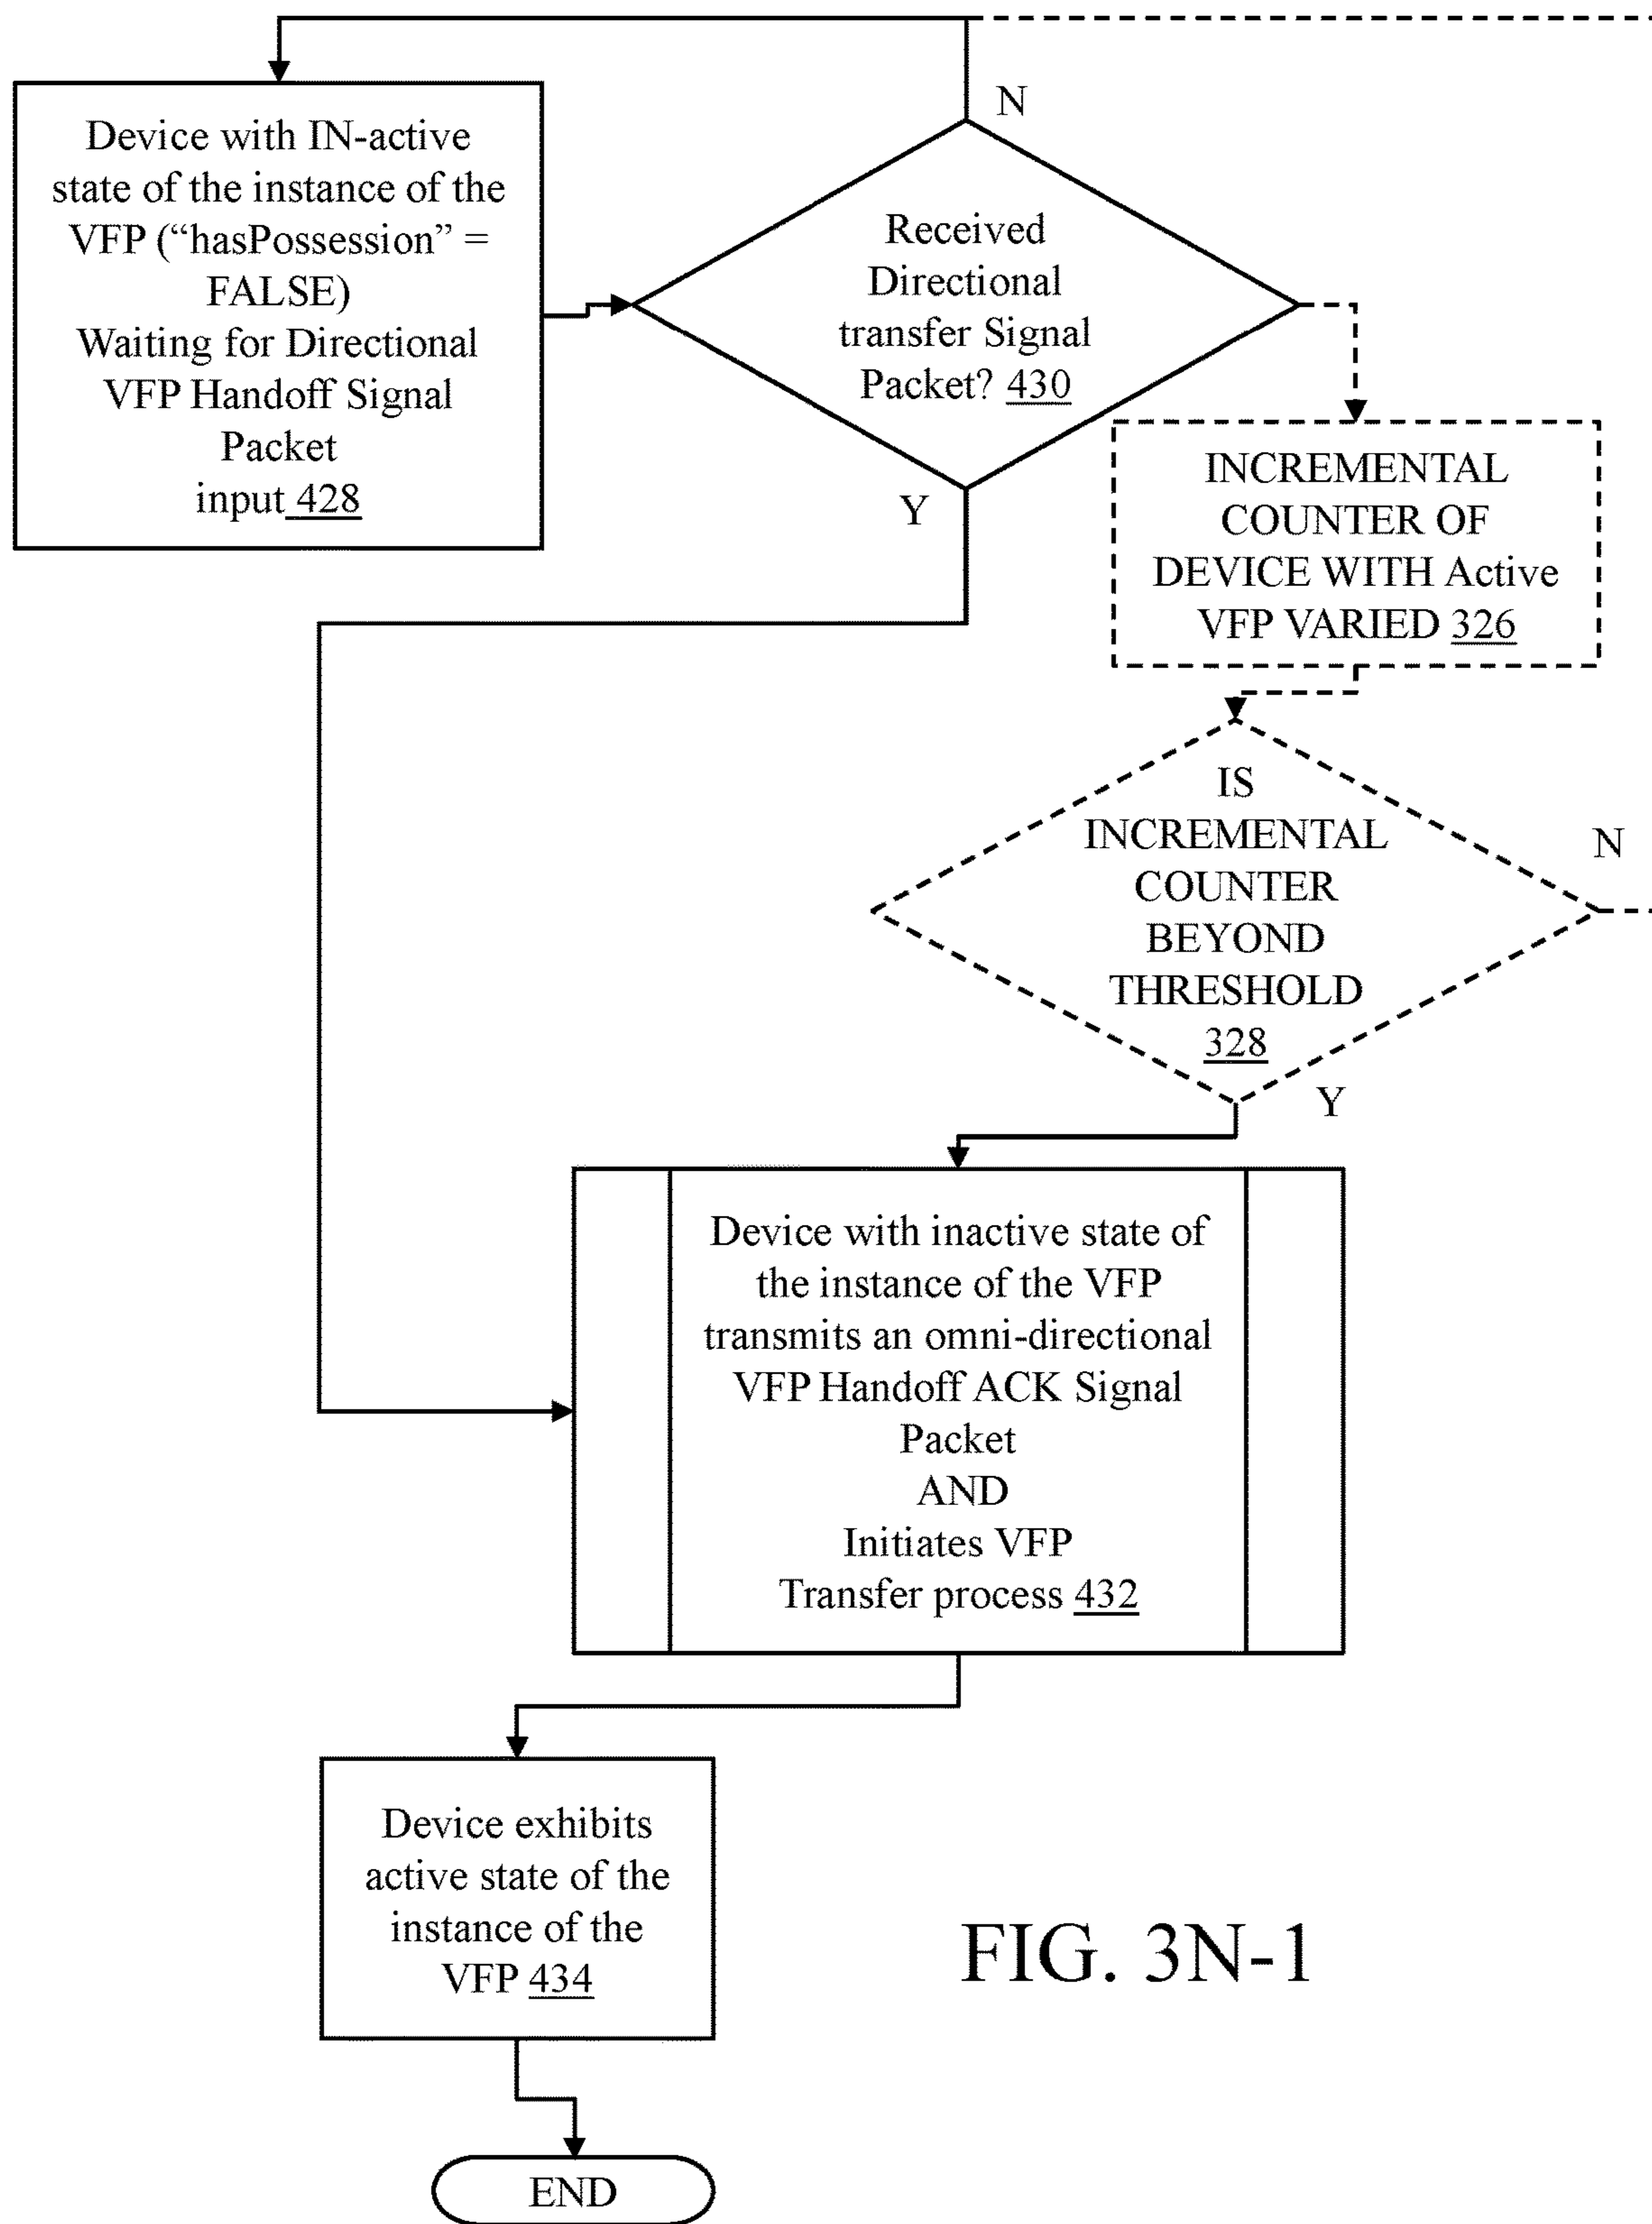 Device with IN-active
state of the instance of the
VFP (“hasPossession” =
FALSE)
Waiting for Directional
VFP Handoff Signal
Packet
input 428
N
Received
Directional
transfer Signal
Packet? 430
Y
INCREMENTAL
COUNTER OF
DEVICE WITH Active
VFP VARIED 326
IS
INCREMENTAL
COUNTER
BEYOND
THRESHOLD
328
N
Y
Device with inactive state of
the instance of the VFP
transmits an omni-directional
VFP Handoff ACK Signal
Packet
AND
Initiates VFP
Transfer process 432
Device exhibits
active state of the
instance of the
VFP 434
FIG. 3N-1
END